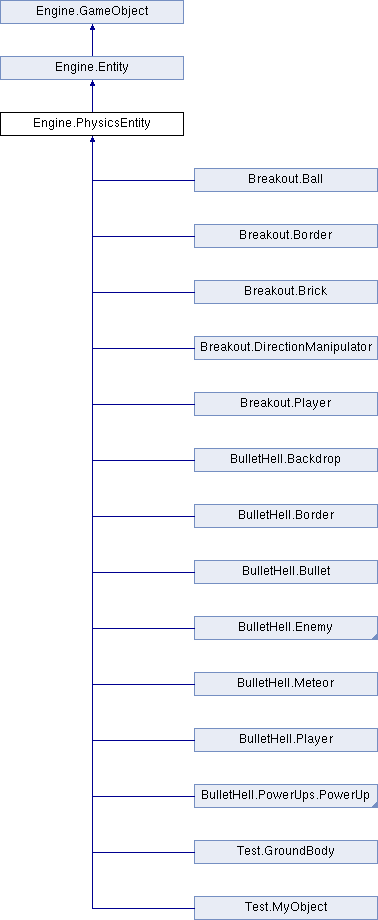 Engine.GameObject
Engine.Entity
Engine.PhysicsEntity
Breakout.Ball
Breakout.Border
Breakout.Brick
Breakout.DirectionManipulator
Breakout.Player
BulletHell.Backdrop
BulletHell.Border
BulletHell.Bullet
BulletHell.Enemy
BulletHell.Meteor
BulletHell.Player
BulletHell.PowerUps.PowerUp
Test.GroundBody
Test.MyObject